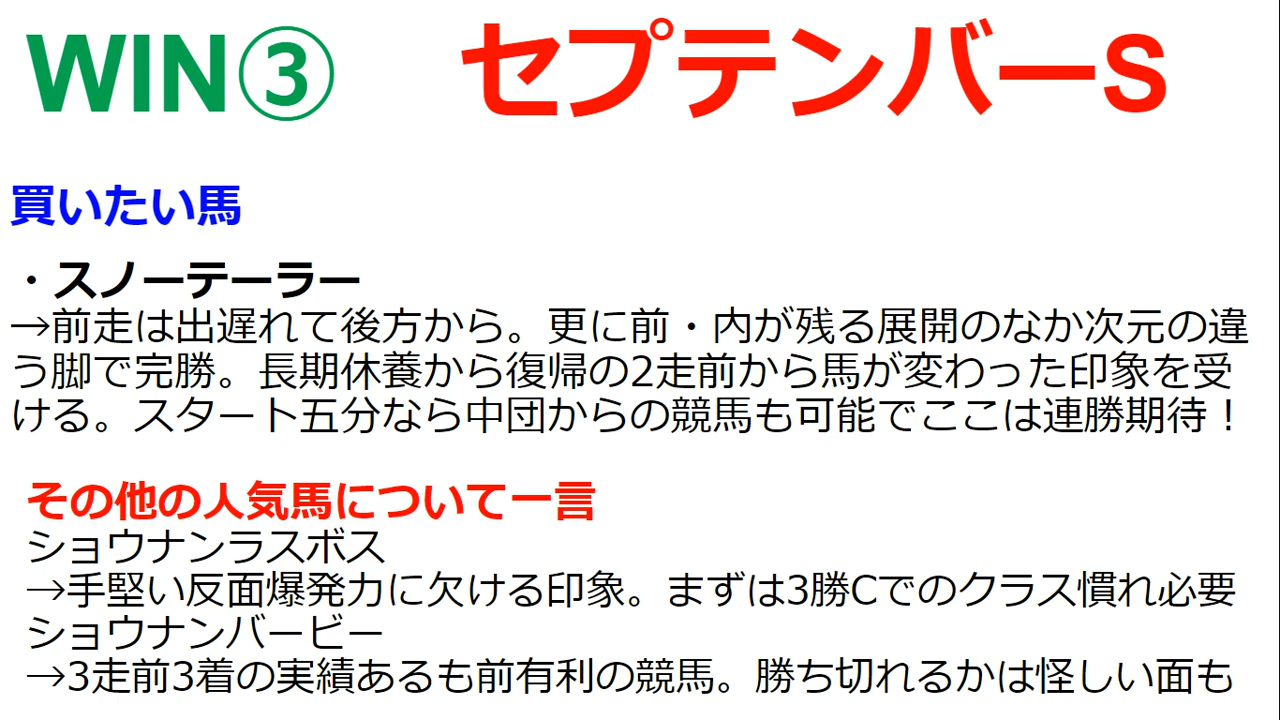 WIN③ セプテンバーS
買いたい馬
・スノーテーラー
→前走は出遅れて後方から。更に前・内が残る展開のなか次元の違
う脚で完勝。長期休養から復帰の2走前から馬が変わった印象を受
ける。スタート五分なら中団からの競馬も可能でここは連勝期待！
その他の人気馬について一言
ショウナンラスボス
→手堅い反面爆発力に欠ける印象。まずは3勝Cでのクラス慣れ必要
ショウナンバービー
→3走前3着の実績あるも前有利の競馬。勝ち切れるかは怪しい面も